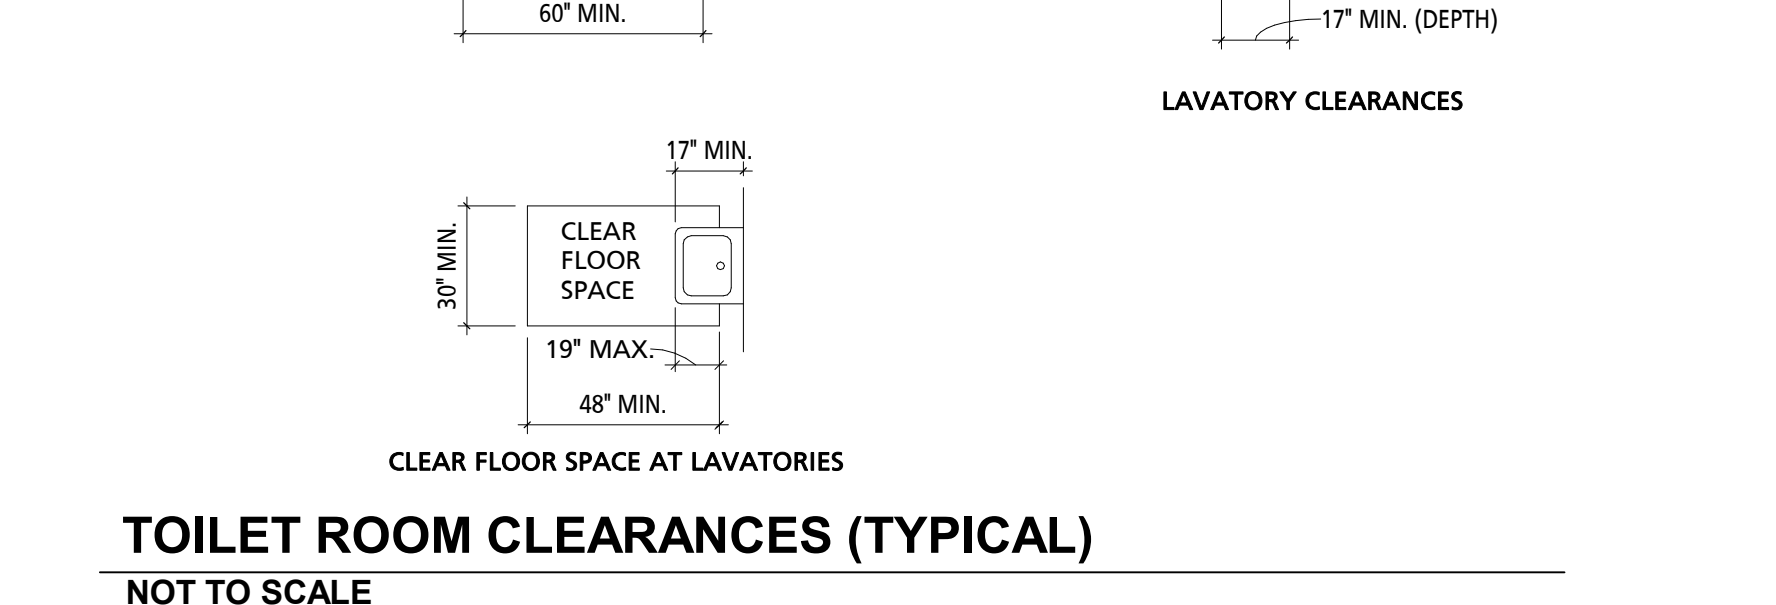 60" MIN.
17" MIN. (DEPTH)
LAVATORY CLEARANCES
17" MIN.
30" MIN.
CLEAR
FLOOR
SPACE
19" MAX.
48" MIN.
CLEAR FLOOR SPACE AT LAVATORIES
TOILET ROOM CLEARANCES (TYPICAL)
NOT TO SCALE